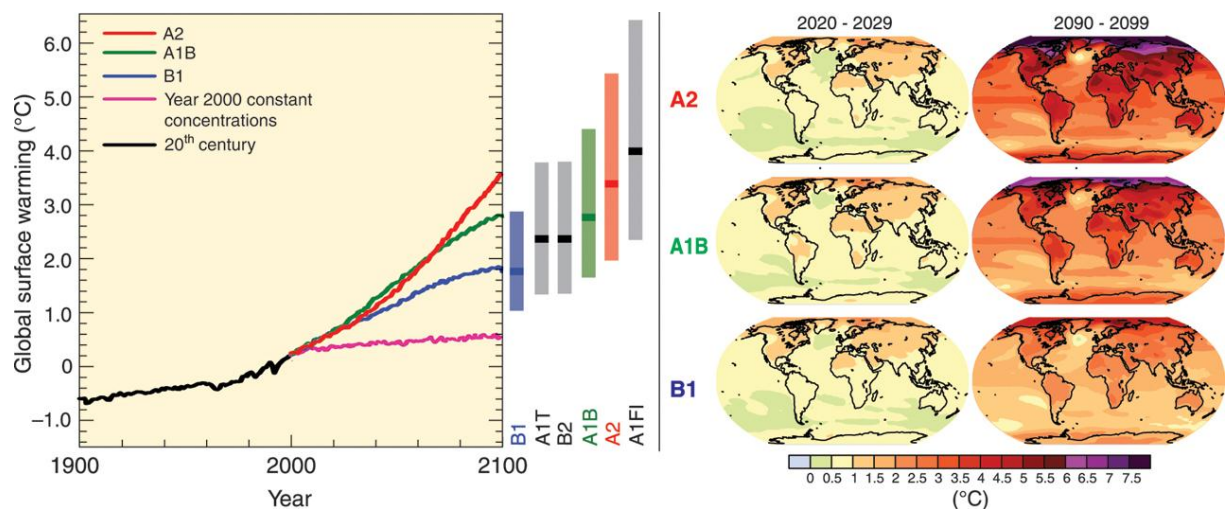 A2
A1B
B1
Year 2000 constant
concentrations
20th century
Global surface warming (°C)
6.0
5.0
4.0
3.0
2.0
1.0
0
–1.0
1900
2000
2100
Year
B1
A1T
B2
A1B
A2
A1FI
2020 - 2029
2090 - 2099
A2
A1B
B1
0 0.5 1 1.5 2 2.5 3 3.5 4 4.5 5 5.5 6 6.5 7 7.5
(°C)